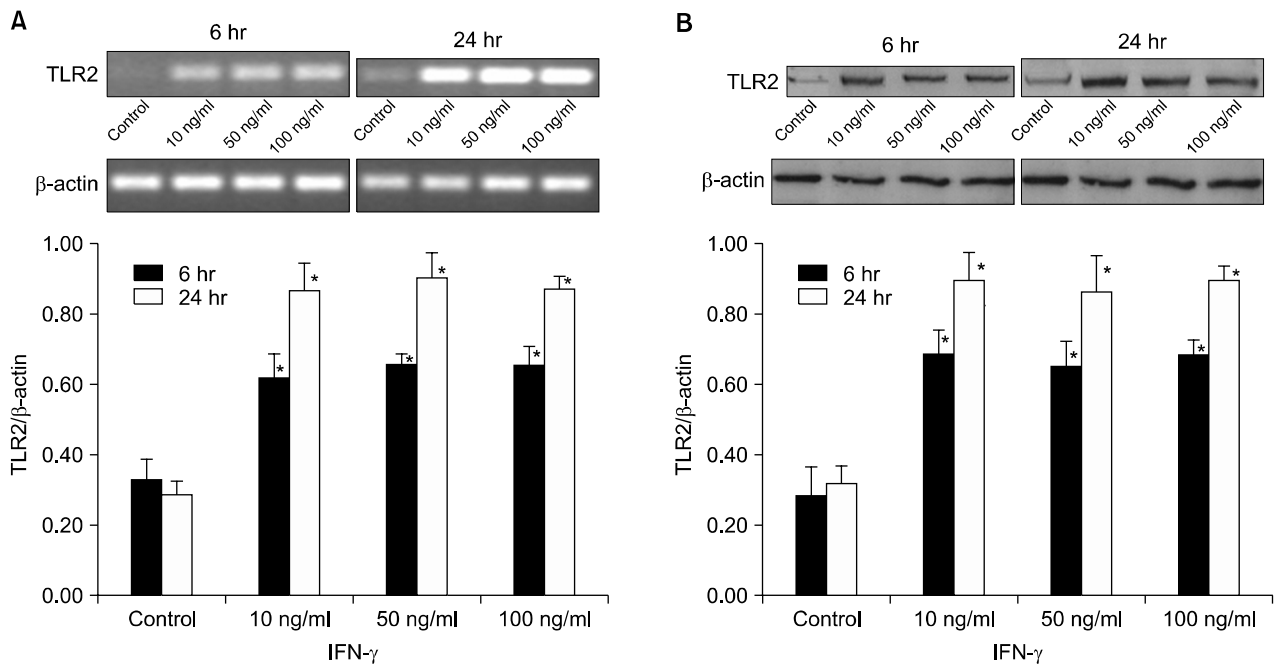 A
6 hr
24 hr
TLR2
Control
10 ng/ml
50 ng/ml
100 ng/ml
Control
10 ng/ml
50 ng/ml
100 ng/ml
β-actin
1.00
0.80
0.60
0.40
0.20
0.00
TLR2/β-actin
6 hr
24 hr
*
*
*
*
*
*
Control
10 ng/ml
50 ng/ml
100 ng/ml
IFN-γ
B
6 hr
24 hr
TLR2
Control
10 ng/ml
50 ng/ml
100 ng/ml
Control
10 ng/ml
50 ng/ml
100 ng/ml
β-actin
1.00
0.80
0.60
0.40
0.20
0.00
TLR2/β-actin
6 hr
24 hr
*
*
*
*
*
*
Control
10 ng/ml
50 ng/ml
100 ng/ml
IFN-γ